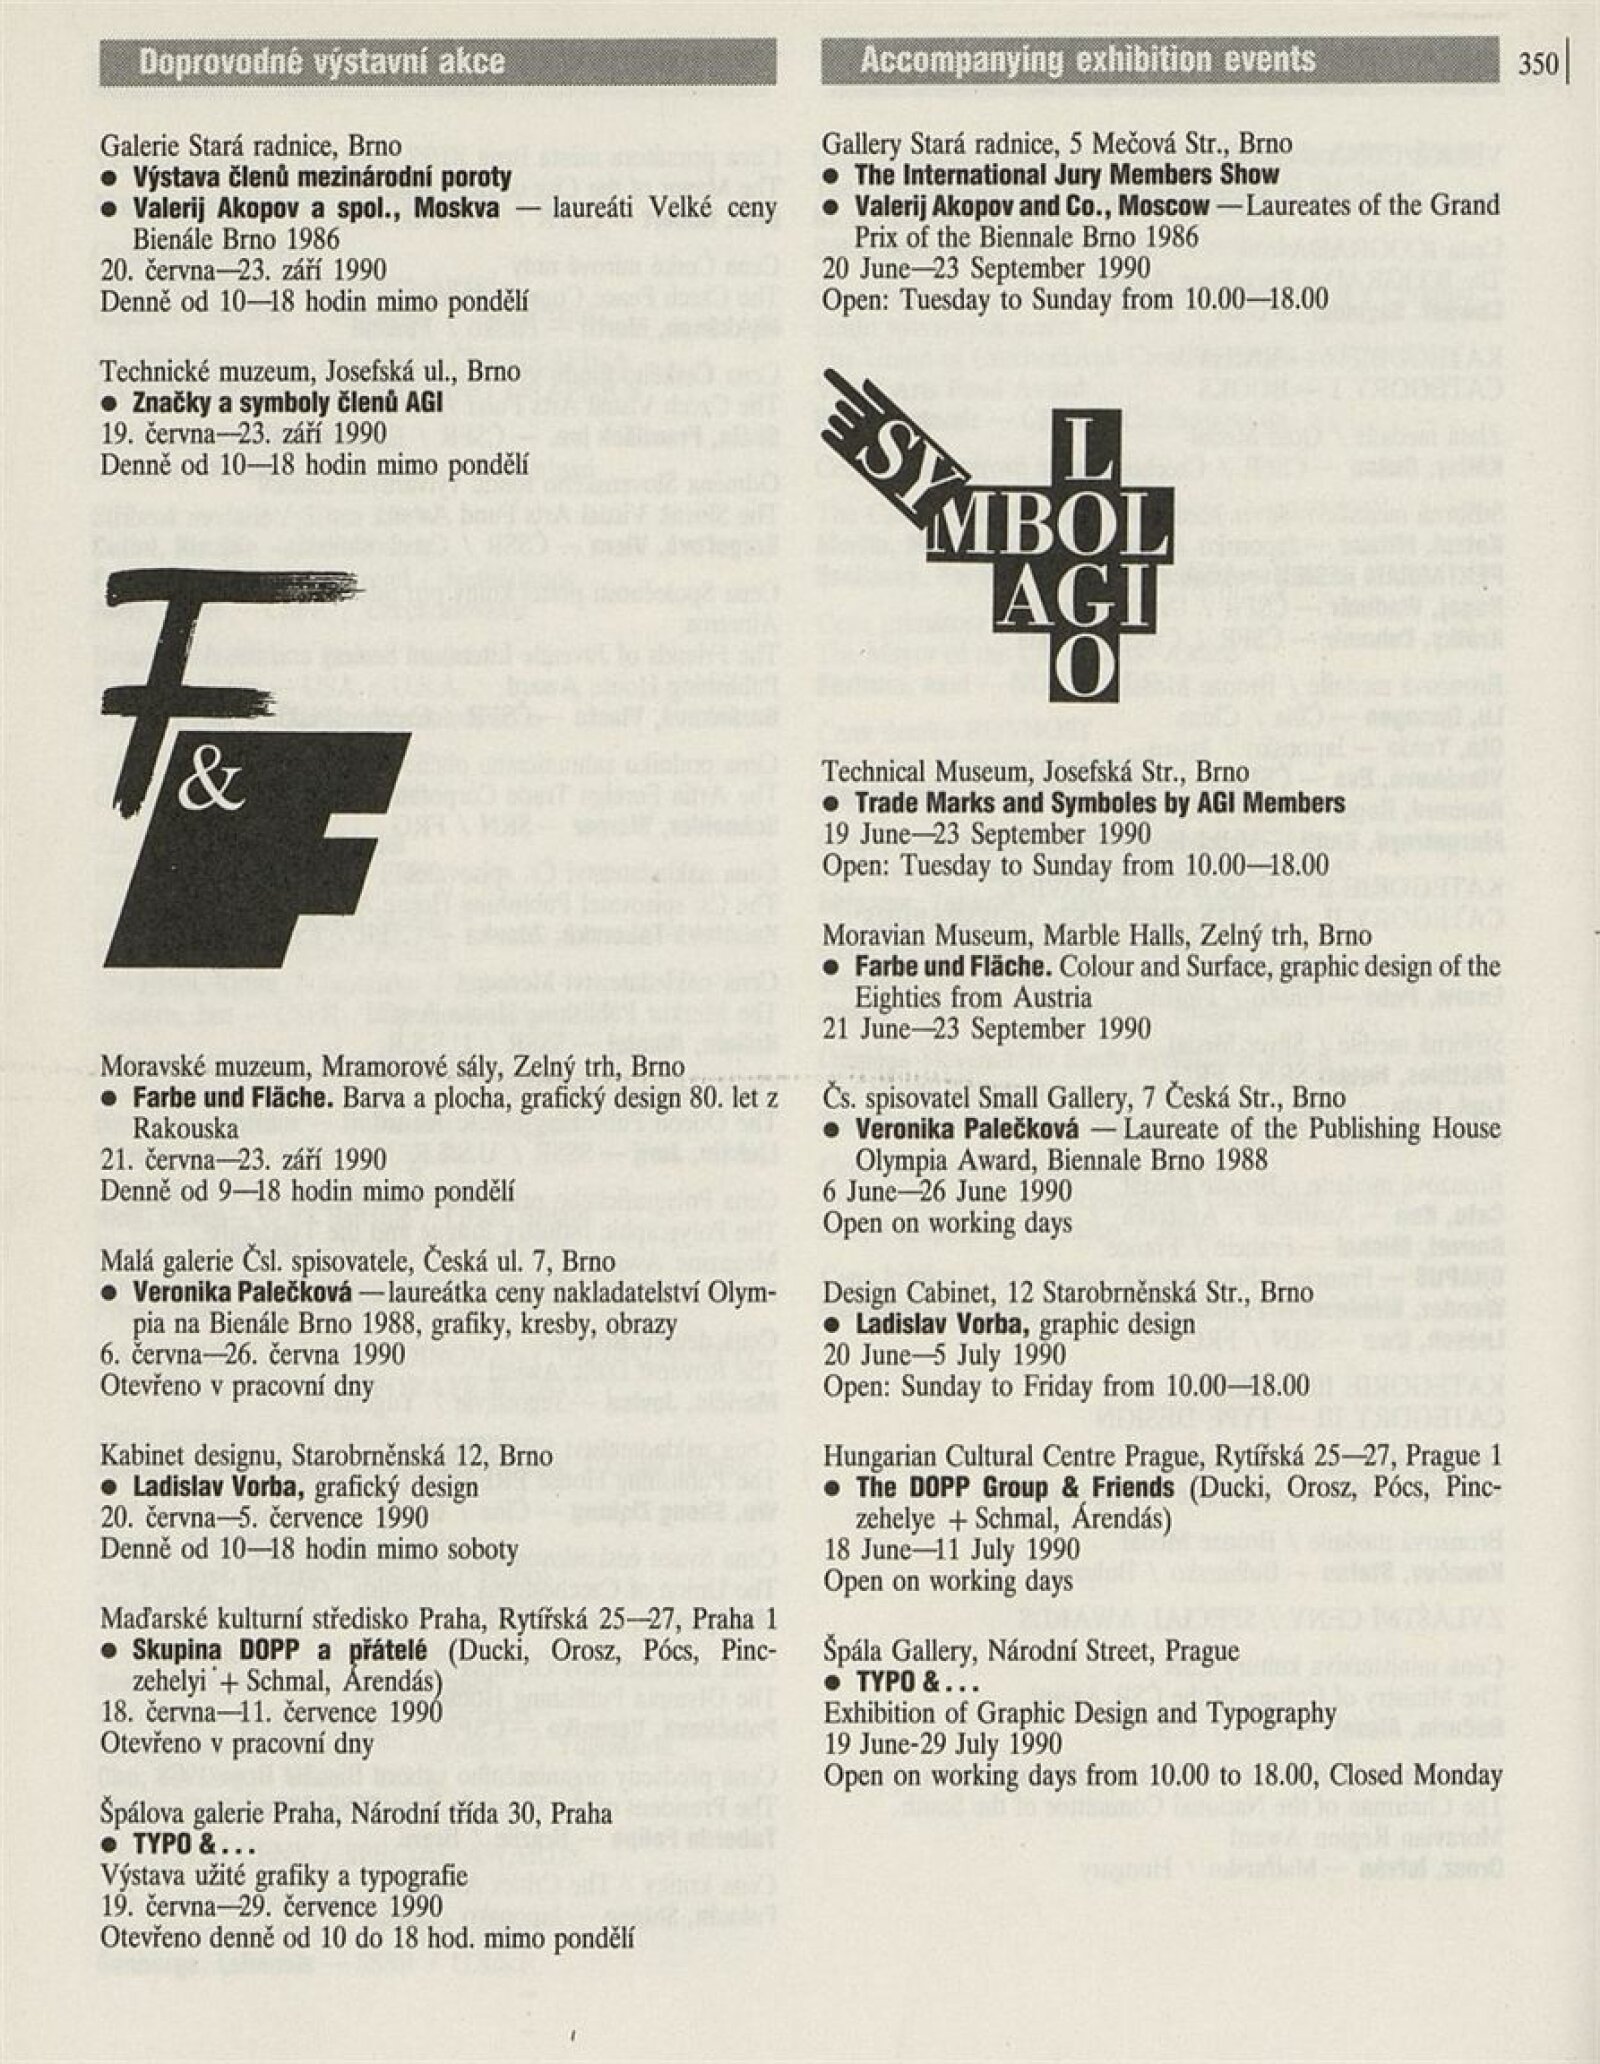 Doprovodné výstavní akce
Galerie Stará radnice, Brno
● Výstava členů mezinárodní poroty
● Valerij Akopov a spol., Moskva — laureáti Velké ceny
Bienále Brno 1986
20. června—23. září 1990
Denně od 10—18 hodin mimo pondělí
Technické muzeum, Josefská ul., Brno
● Značky a symboly členů AGI
19. června—23. září 1990
Denně od 10—18 hodin mimo pondělí
T
&
F
Moravské muzeum, Mramorové sály, Zelný trh, Brno
● Farbe und Fläche. Barva a plocha, grafický design 80. let z
Rakouska
21. června—23. září 1990
Denně od 9—18 hodin mimo pondělí
Malá galerie Čsl. spisovatele, Česká ul. 7, Brno
● Veronika Palečková — laureátka ceny nakladatelství Olym-
pia na Bienále Brno 1988, grafiky, kresby, obrazy
6. června—26. června 1990
Otevřeno v pracovní dny
Kabinet designu, Starobrněnská 12, Brno
● Ladislav Vorba, grafický design
20. června—5. července 1990
Denně od 10—18 hodin mimo soboty
Maďarské kulturní středisko Praha, Rytířská 25—27, Praha 1
● Skupina DOPP a přátelé (Ducki, Orosz, Pócs, Pinc-
zehelyi + Schmal, Árendás)
18. června—11. července 1990
Otevřeno v pracovní dny
Špálova galerie Praha, Národní třída 30, Praha
● TYPO & . . .
Výstava užité grafiky a typografie
19. června—29. července 1990
Otevřeno denně od 10 do 18 hod. mimo pondělí
Accompanying exhibition events
350
Gallery Stará radnice, 5 Mečová Str., Brno
● The International Jury Members Show
● Valerij Akopov and Co., Moscow — Laureates of the Grand
Prix of the Biennale Brno 1986
20 June—23 September 1990
Open: Tuesday to Sunday from 10.00—18.00
L
SYMBOL
AGI
O
Technical Museum, Josefská Str., Brno
● Trade Marks and Symboles by AGI Members
19 June—23 September 1990
Open: Tuesday to Sunday from 10.00—18.00
Moravian Museum, Marble Halls, Zelný trh, Brno
● Farbe und Fläche. Colour and Surface, graphic design of the
Eighties from Austria
21 June—23 September 1990
Čs. spisovatel Small Gallery, 7 Česká Str., Brno
● Veronika Palečková — Laureate of the Publishing House
Olympia Award, Biennale Brno 1988
6 June—26 June 1990
Open on working days
Design Cabinet, 12 Starobrněnská Str., Brno
● Ladislav Vorba, graphic design
20 June—5 July 1990
Open: Sunday to Friday from 10.00—18.00
Hungarian Cultural Centre Prague, Rytířská 25—27, Prague 1
● The DOPP Group & Friends (Ducki, Orosz, Pócs, Pinc-
zehelye + Schmal, Árendás)
18 June—11 July 1990
Open on working days
Špála Gallery, Národní Street, Prague
● TYPO & . . .
Exhibition of Graphic Design and Typography
19 June-29 July 1990
Open on working days from 10.00 to 18.00, Closed Monday